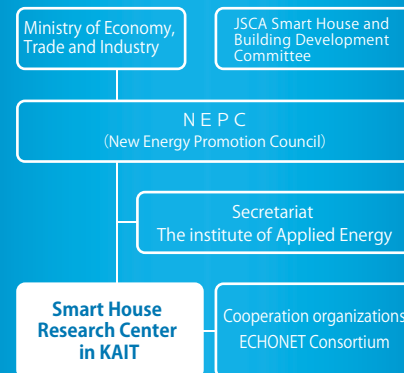 Ministry of Economy,
Trade and Industry
JSCA Smart House and
Building Development
Committee
ＮＥＰＣ
(New Energy Promotion Council)
Secretariat
The institute of Applied Energy
Smart House
Research Center
in KAIT
Cooperation organizations
ECHONET Consortium